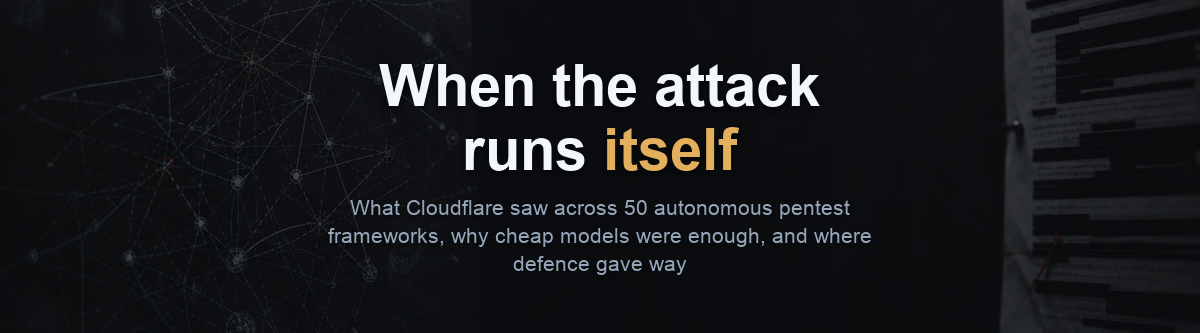 When the attack
runs itself
What Cloudflare saw across 50 autonomous pentest
frameworks, why cheap models were enough, and where
defence gave way